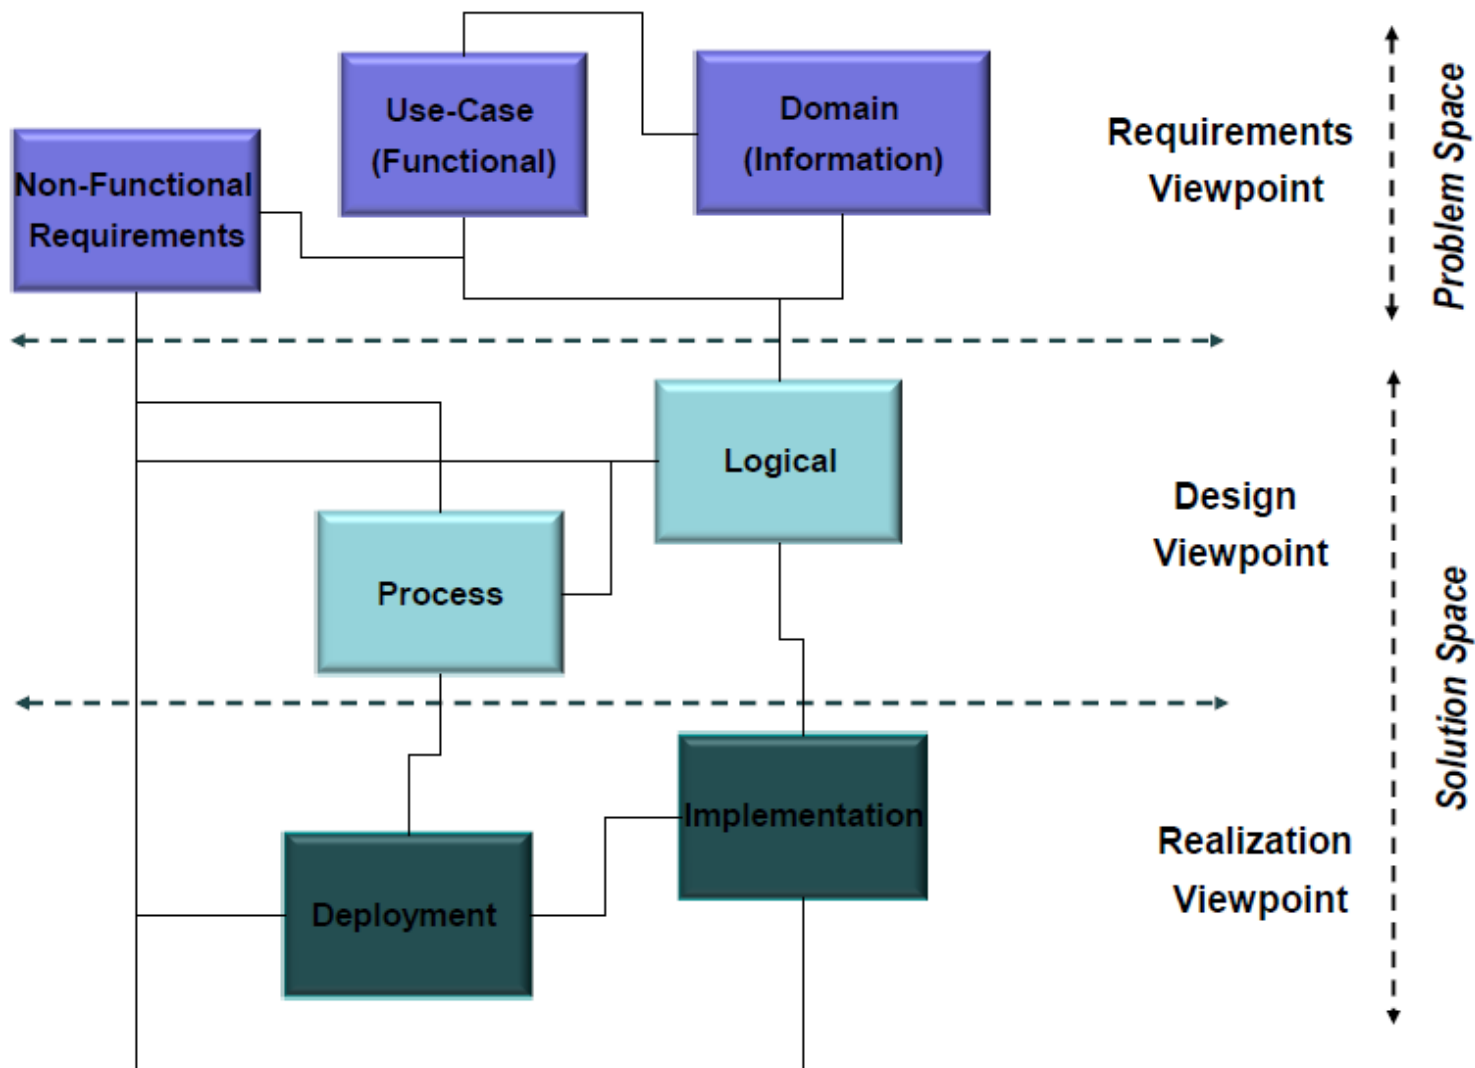 Use-Case
(Functional)
Domain
(Information)
Non-Functional
Requirements
Requirements
Viewpoint
Problem Space
Logical
Process
Design
Viewpoint
Solution Space
Implementation
Deployment
Realization
Viewpoint